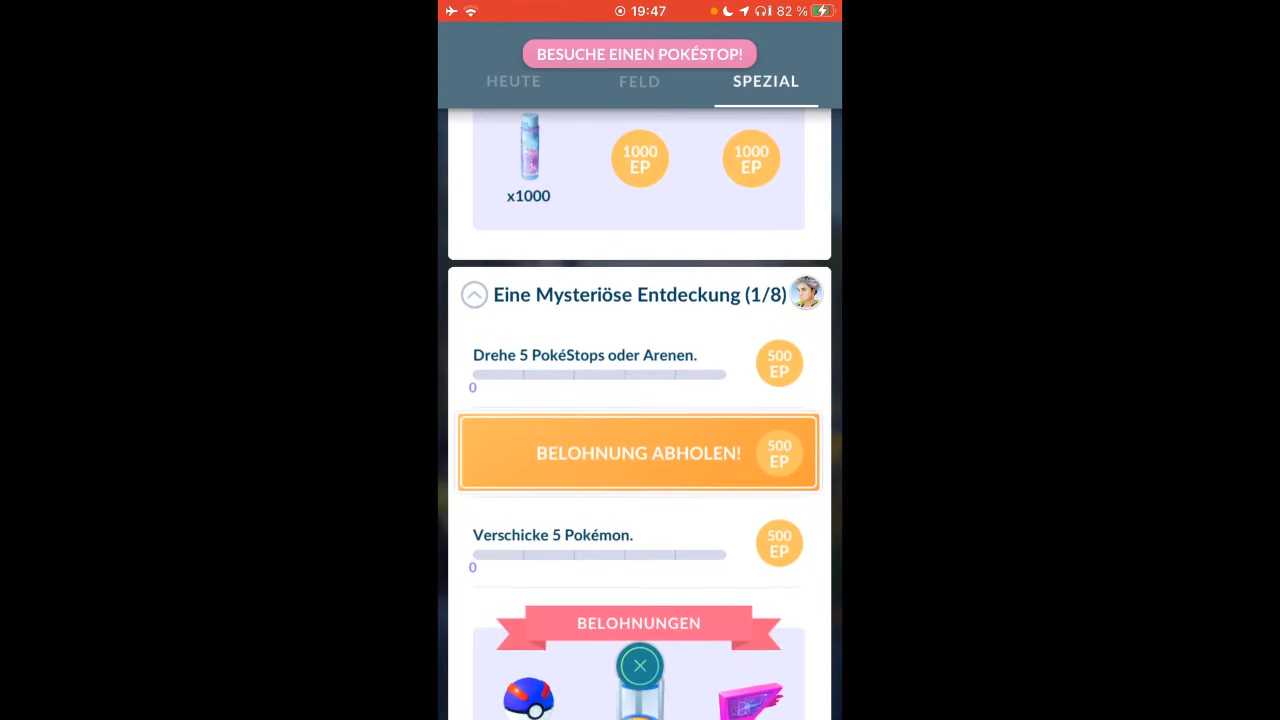 19:47
82 %
BESUCHE EINEN POKÉSTOP!
HEUTE
FELD
SPEZIAL
1000
EP
1000
EP
x1000
Eine Mysteriöse Entdeckung (1/8)
Drehe 5 PokéStops oder Arenen.
500
EP
0
BELOHNUNG ABHOLEN!
500
EP
Verschicke 5 Pokémon.
500
EP
0
BELOHNUNGEN